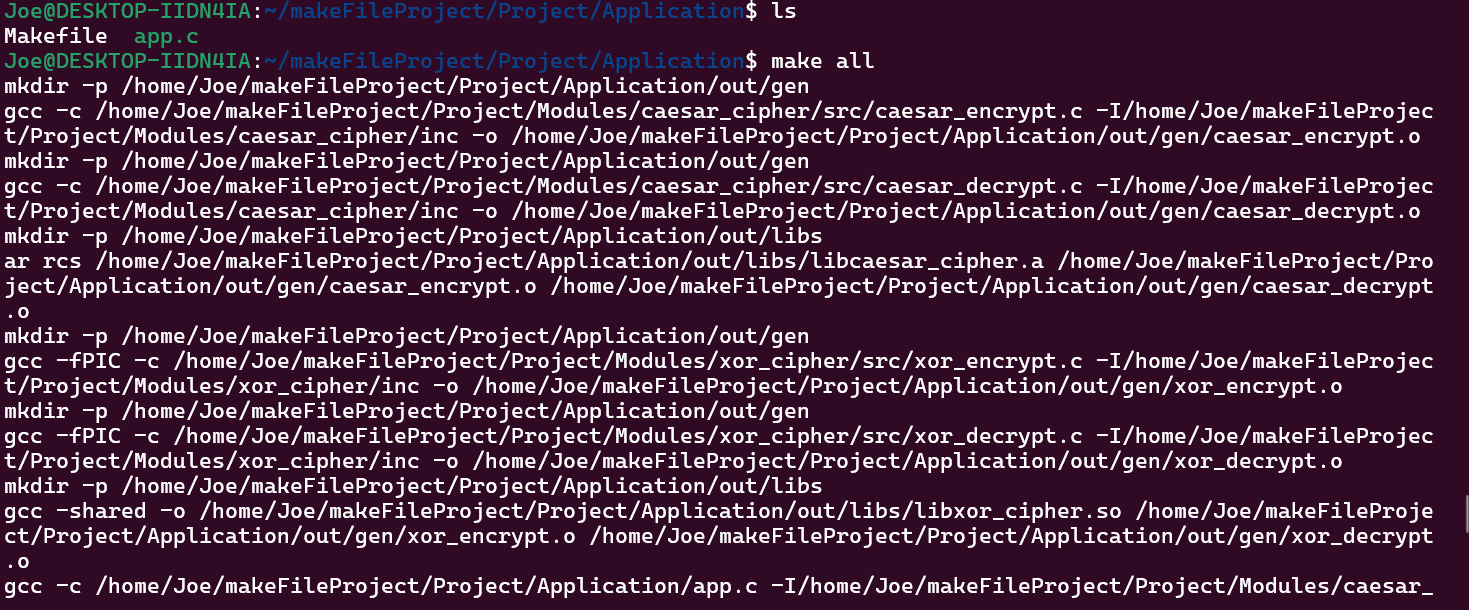 Joe@DESKTOP-IIDN4IA:~/makeFileProject/Project/Application$ ls
Makefile  app.c
Joe@DESKTOP-IIDN4IA:~/makeFileProject/Project/Application$ make all
mkdir -p /home/Joe/makeFileProject/Project/Application/out/gen
gcc -c /home/Joe/makeFileProject/Project/Modules/caesar_cipher/src/caesar_encrypt.c -I/home/Joe/makeFileProjec
t/Project/Modules/caesar_cipher/inc -o /home/Joe/makeFileProject/Project/Application/out/gen/caesar_encrypt.o
mkdir -p /home/Joe/makeFileProject/Project/Application/out/gen
gcc -c /home/Joe/makeFileProject/Project/Modules/caesar_cipher/src/caesar_decrypt.c -I/home/Joe/makeFileProjec
t/Project/Modules/caesar_cipher/inc -o /home/Joe/makeFileProject/Project/Application/out/gen/caesar_decrypt.o
mkdir -p /home/Joe/makeFileProject/Project/Application/out/libs
ar rcs /home/Joe/makeFileProject/Project/Application/out/libs/libcaesar_cipher.a /home/Joe/makeFileProject/Pro
ject/Application/out/gen/caesar_encrypt.o /home/Joe/makeFileProject/Project/Application/out/gen/caesar_decrypt
.o
mkdir -p /home/Joe/makeFileProject/Project/Application/out/gen
gcc -fPIC -c /home/Joe/makeFileProject/Project/Modules/xor_cipher/src/xor_encrypt.c -I/home/Joe/makeFileProjec
t/Project/Modules/xor_cipher/inc -o /home/Joe/makeFileProject/Project/Application/out/gen/xor_encrypt.o
mkdir -p /home/Joe/makeFileProject/Project/Application/out/gen
gcc -fPIC -c /home/Joe/makeFileProject/Project/Modules/xor_cipher/src/xor_decrypt.c -I/home/Joe/makeFileProjec
t/Project/Modules/xor_cipher/inc -o /home/Joe/makeFileProject/Project/Application/out/gen/xor_decrypt.o
mkdir -p /home/Joe/makeFileProject/Project/Application/out/libs
gcc -shared -o /home/Joe/makeFileProject/Project/Application/out/libs/libxor_cipher.so /home/Joe/makeFileProje
ct/Project/Application/out/gen/xor_encrypt.o /home/Joe/makeFileProject/Project/Application/out/gen/xor_decrypt
.o
gcc -c /home/Joe/makeFileProject/Project/Application/app.c -I/home/Joe/makeFileProject/Project/Modules/caesar_